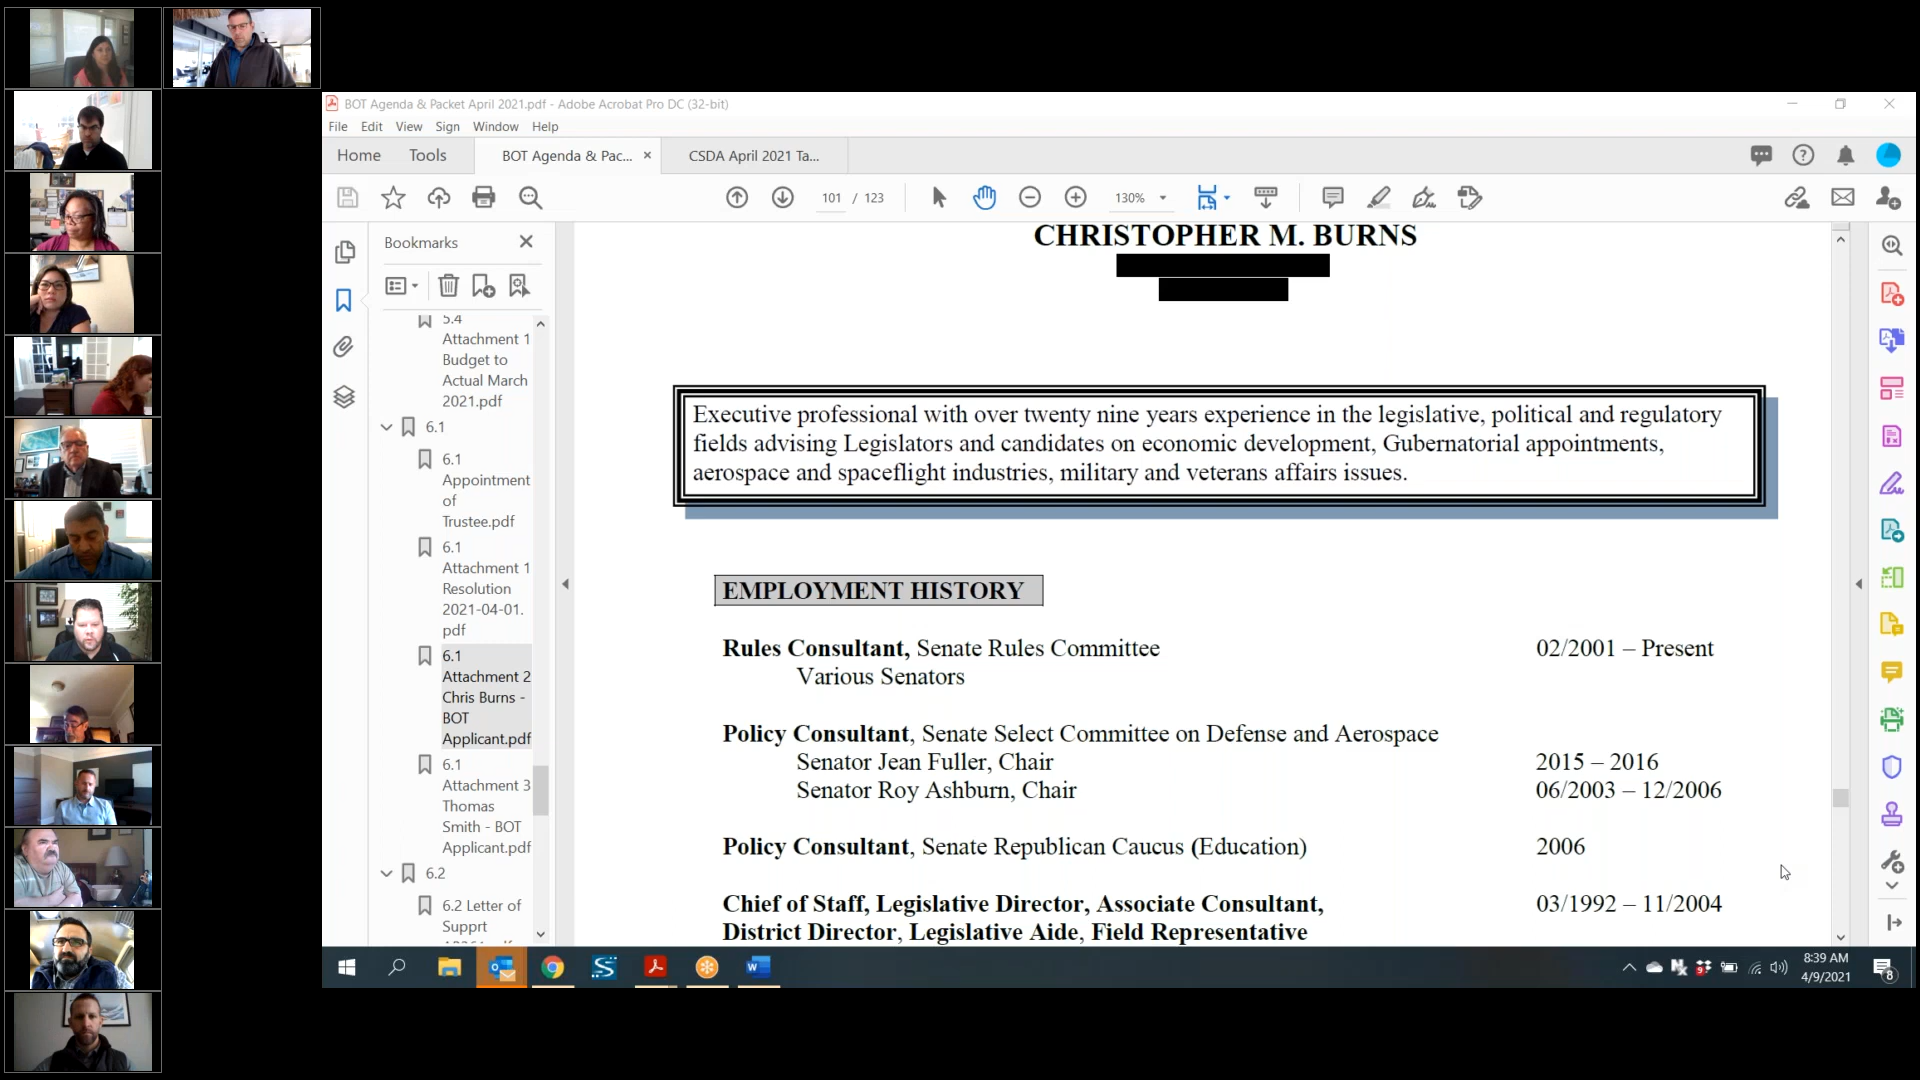 BOT Agenda & Packet April 2021.pdf - Adobe Acrobat Pro DC (32-bit)
File Edit View Sign Window Help
Home Tools BOT Agenda & Pac... CSDA April 2021 Ta...
101 / 123 130%
Bookmarks
5.4
Attachment 1
Budget to
Actual March
2021.pdf
6.1
6.1
Appointment
of
Trustee.pdf
6.1
Attachment 1
Resolution
2021-04-01.
pdf
6.1
Attachment 2
Chris Burns -
BOT
Applicant.pdf
6.1
Attachment 3
Thomas
Smith - BOT
Applicant.pdf
6.2
6.2 Letter of
Supprt
CHRISTOPHER M. BURNS
Executive professional with over twenty nine years experience in the legislative, political and regulatory
fields advising Legislators and candidates on economic development, Gubernatorial appointments,
aerospace and spaceflight industries, military and veterans affairs issues.
EMPLOYMENT HISTORY
Rules Consultant, Senate Rules Committee 02/2001 – Present
Various Senators
Policy Consultant, Senate Select Committee on Defense and Aerospace
Senator Jean Fuller, Chair 2015 – 2016
Senator Roy Ashburn, Chair 06/2003 – 12/2006
Policy Consultant, Senate Republican Caucus (Education) 2006
Chief of Staff, Legislative Director, Associate Consultant, 03/1992 – 11/2004
District Director, Legislative Aide, Field Representative
8:39 AM
4/9/2021
8